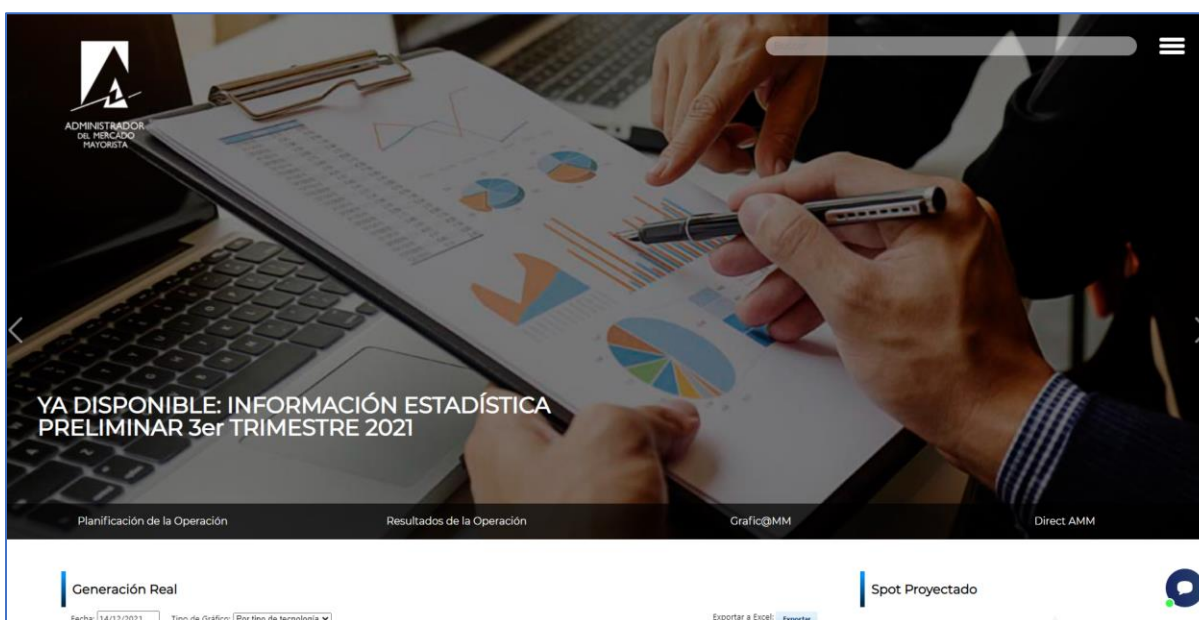 ADMINISTRADOR
DEL MERCADO
MAYORISTA
YA DISPONIBLE: INFORMACIÓN ESTADÍSTICA
PRELIMINAR 3er TRIMESTRE 2021
Planificación de la Operación
Resultados de la Operación
Grafic@MM
Direct AMM
Generación Real
Spot Proyectado
Fecha: 14/12/2021
Tipo de Gráfico: Por tipo de tecnología
Exportar a Excel: Exportar